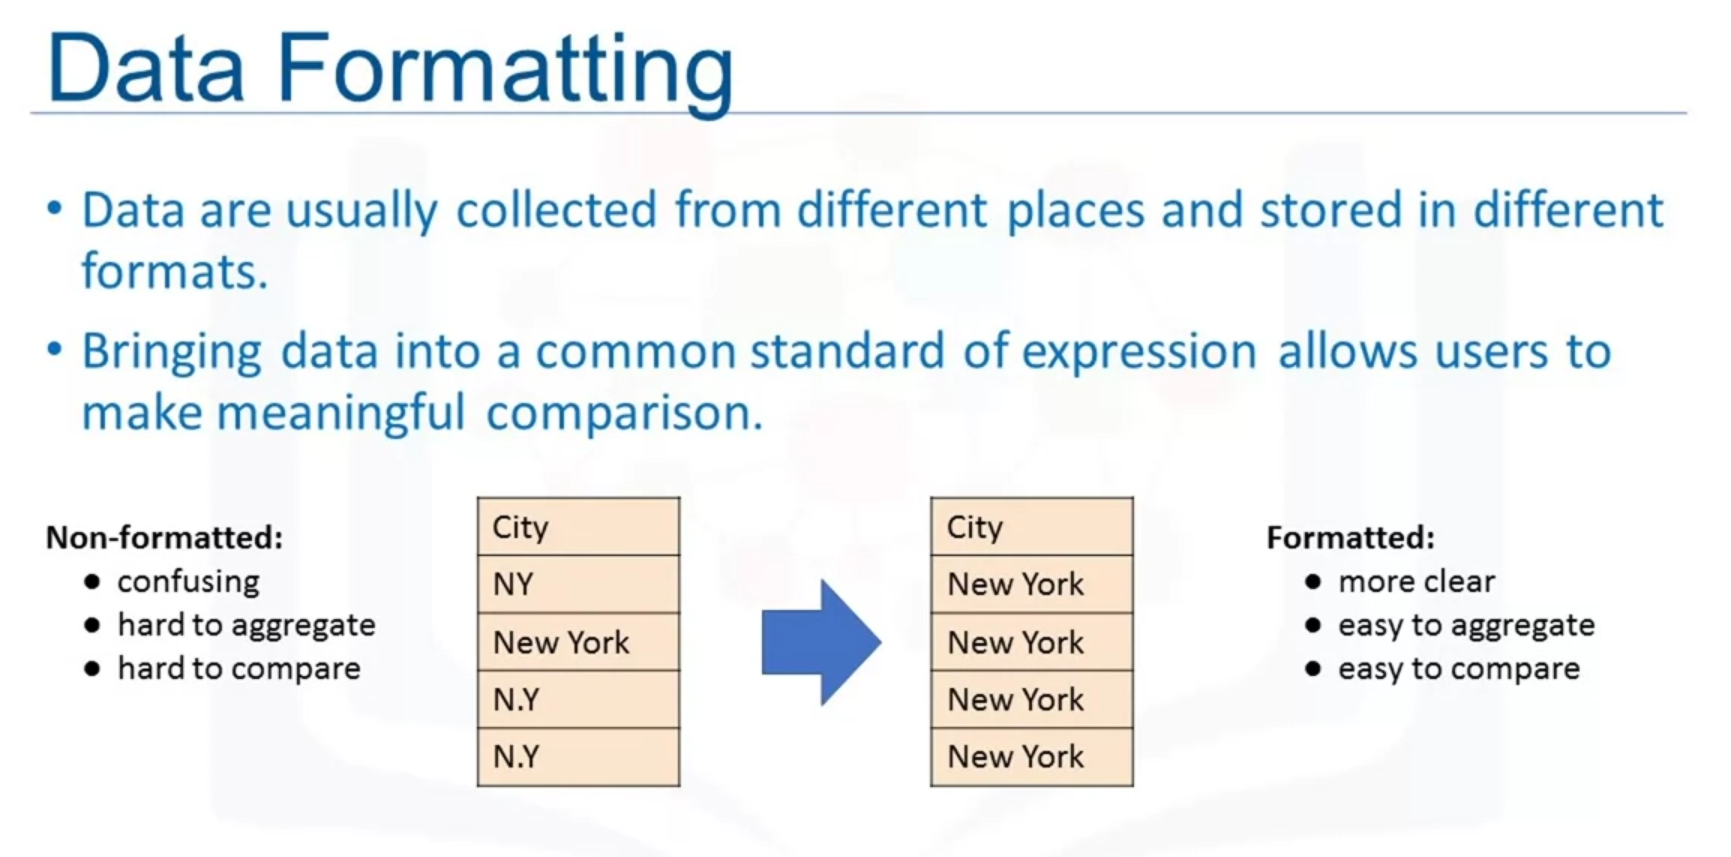 Data Formatting
• Data are usually collected from different places and stored in different
formats.
• Bringing data into a common standard of expression allows users to
make meaningful comparison.
Non-formatted:
● confusing
● hard to aggregate
● hard to compare
City
NY
New York
N.Y
N.Y
City
New York
New York
New York
New York
Formatted:
● more clear
● easy to aggregate
● easy to compare